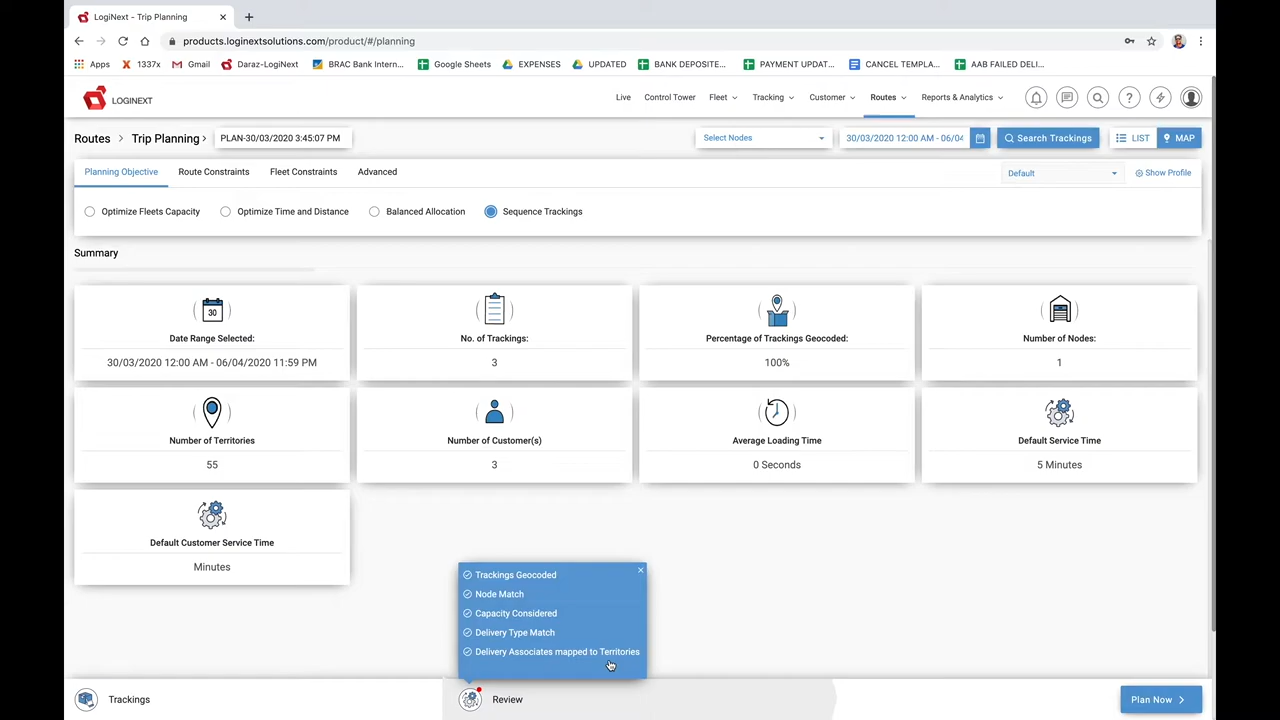 LogiNext - Trip Planning
products.loginextsolutions.com/product/#/planning
Apps 1337x Gmail Daraz-LogiNext BRAC Bank Intern... Google Sheets EXPENSES UPDATED BANK DEPOSITE... PAYMENT UPDAT... CANCEL TEMPLA... AAB FAILED DELI...
LOGINEXT Live Control Tower Fleet Tracking Customer Routes Reports & Analytics
Routes > Trip Planning > PLAN-30/03/2020 3:45:07 PM Select Nodes 30/03/2020 12:00 AM - 06/04 Search Trackings LIST MAP
Planning Objective Route Constraints Fleet Constraints Advanced Default Show Profile
Optimize Fleets Capacity Optimize Time and Distance Balanced Allocation Sequence Trackings
Summary
30
Date Range Selected: No. of Trackings: Percentage of Trackings Geocoded: Number of Nodes:
30/03/2020 12:00 AM - 06/04/2020 11:59 PM 3 100% 1
Number of Territories Number of Customer(s) Average Loading Time Default Service Time
55 3 0 Seconds 5 Minutes
Default Customer Service Time
Minutes
Trackings Geocoded
Node Match
Capacity Considered
Delivery Type Match
Delivery Associates mapped to Territories
Trackings Review Plan Now